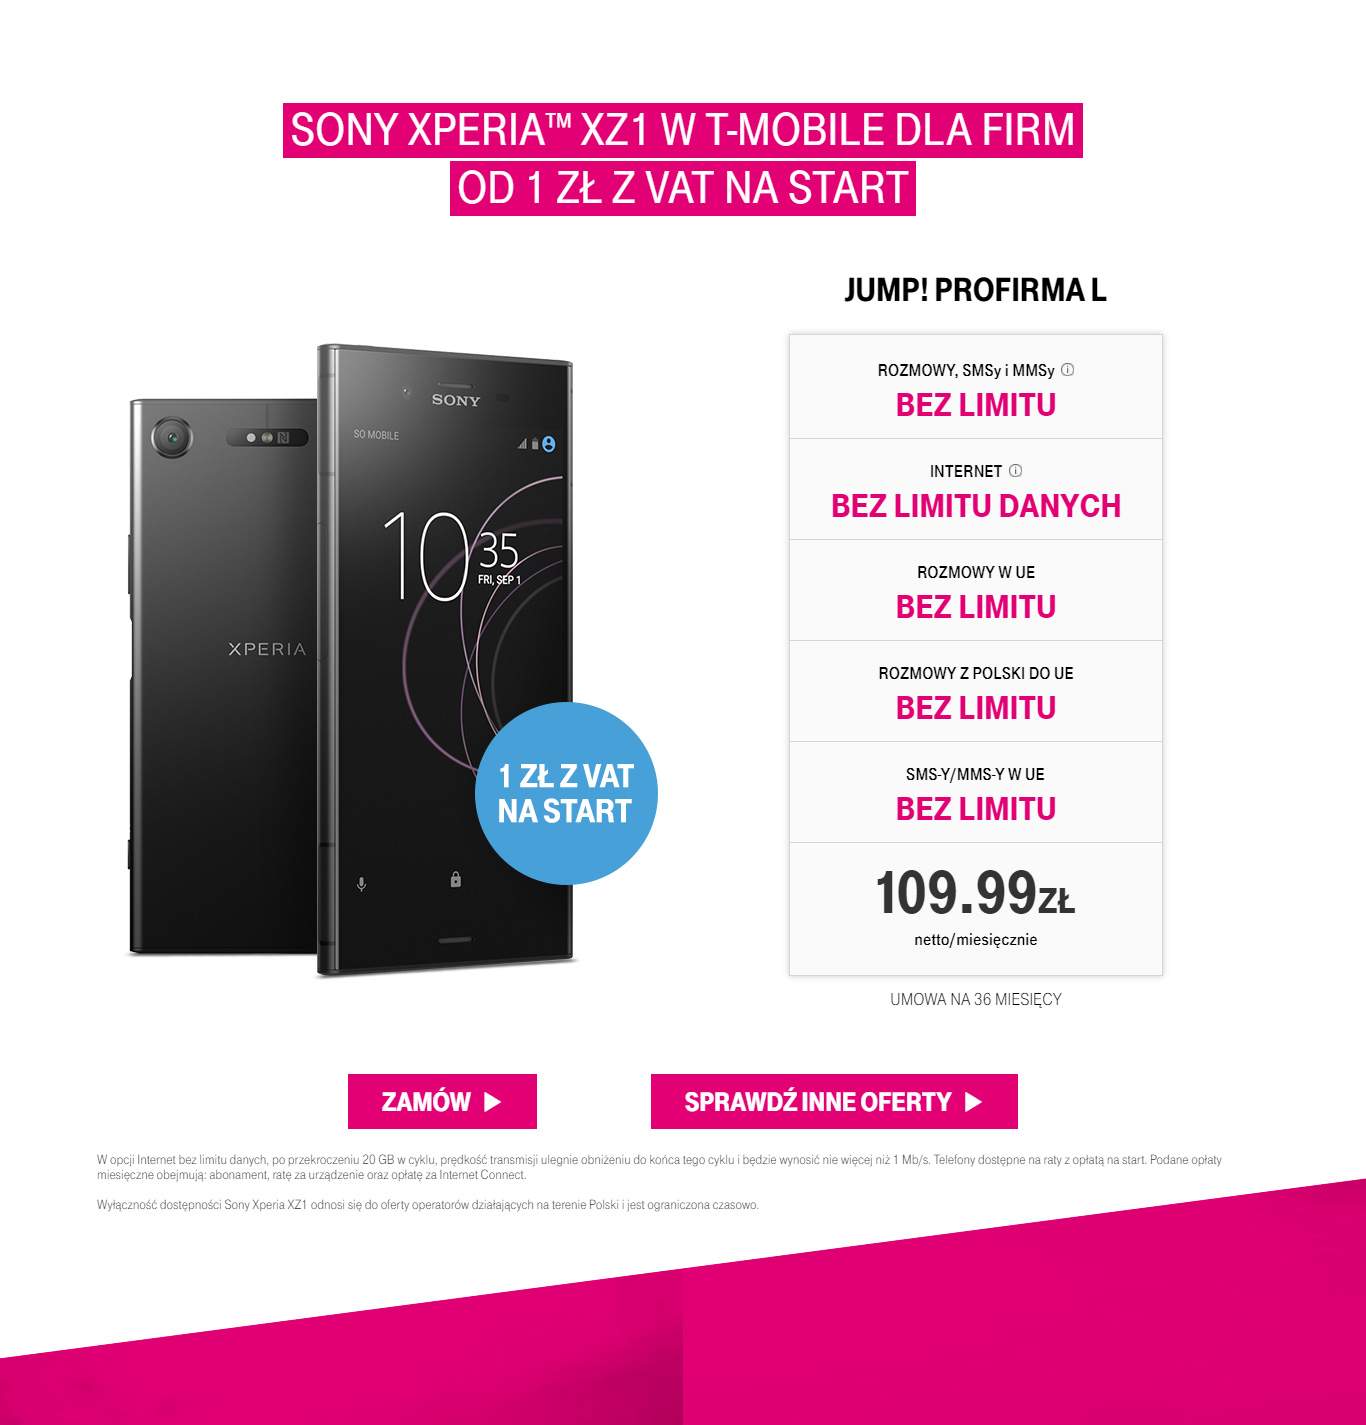 SONY XPERIA™ XZ1 W T-MOBILE DLA FIRM
OD 1 ZŁ Z VAT NA START
JUMP! PROFIRMA L
ROZMOWY, SMSy i MMSy ⓘ
BEZ LIMITU
INTERNET ⓘ
BEZ LIMITU DANYCH
ROZMOWY W UE
BEZ LIMITU
ROZMOWY Z POLSKI DO UE
BEZ LIMITU
SMS-Y/MMS-Y W UE
BEZ LIMITU
109.99ZŁ
netto/miesięcznie
UMOWA NA 36 MIESIĘCY
SONY
SO MOBILE
10 35
FRI, SEP 1
XPERIA
1 ZŁ Z VAT
NA START
ZAMÓW
SPRAWDŹ INNE OFERTY
W opcji Internet bez limitu danych, po przekroczeniu 20 GB w cyklu, prędkość transmisji ulegnie obniżeniu do końca tego cyklu i będzie wynosić nie więcej niż 1 Mb/s. Telefony dostępne na raty z opłatą na start. Podane opłaty
miesięczne obejmują: abonament, ratę za urządzenie oraz opłatę za Internet Connect.
Wyłączność dostępności Sony Xperia XZ1 odnosi się do oferty operatorów działających na terenie Polski i jest ograniczona czasowo.